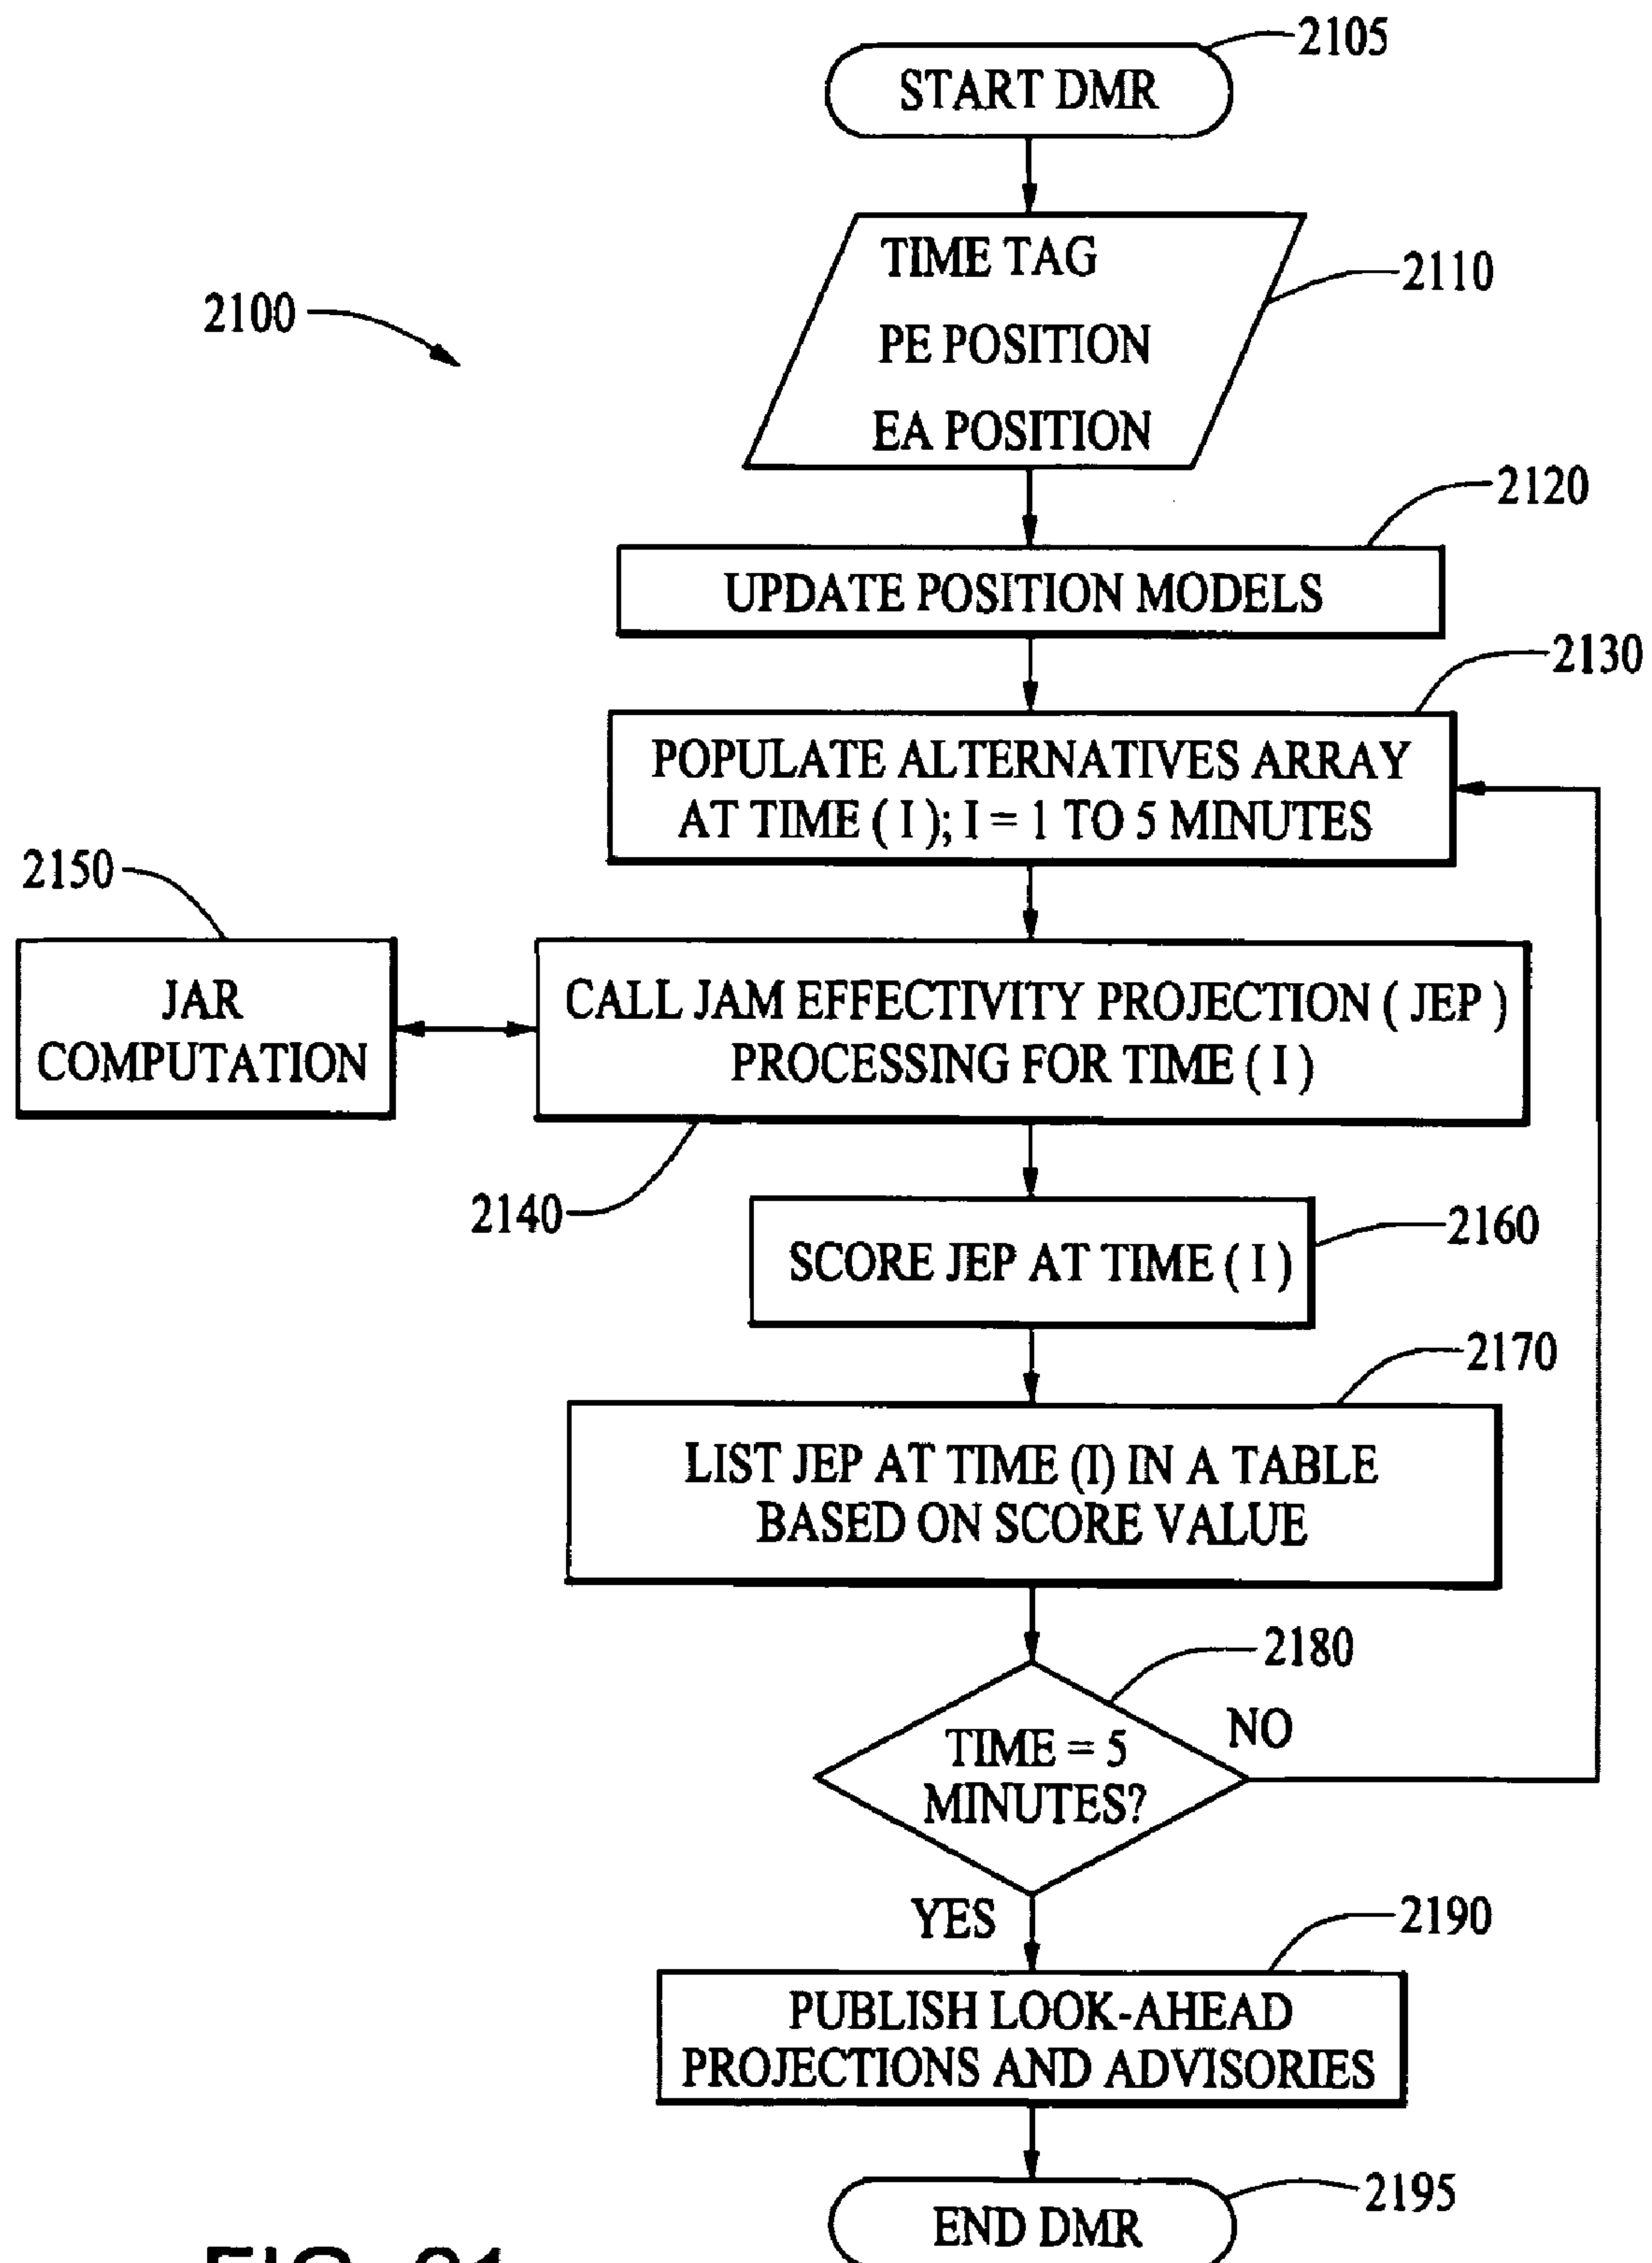 2105
START DMR
2100
TIME TAG
PE POSITION
EA POSITION
2110
2120
UPDATE POSITION MODELS
2130
POPULATE ALTERNATIVES ARRAY
AT TIME ( I ); I = 1 TO 5 MINUTES
2150
JAR
COMPUTATION
CALL JAM EFFECTIVITY PROJECTION ( JEP )
PROCESSING FOR TIME ( I )
2140
2160
SCORE JEP AT TIME ( I )
2170
LIST JEP AT TIME (I) IN A TABLE
BASED ON SCORE VALUE
2180
TIME = 5
MINUTES?
NO
YES
2190
PUBLISH LOOK-AHEAD
PROJECTIONS AND ADVISORIES
2195
END DMR